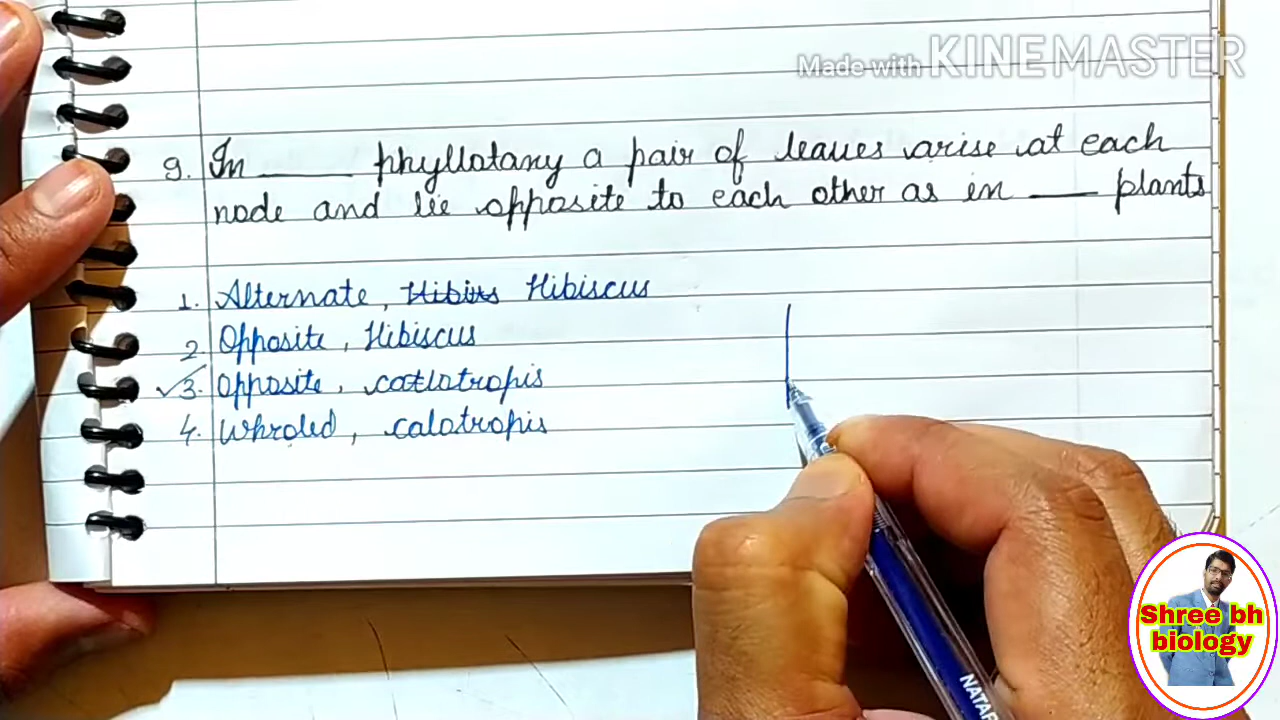 Made with KINEMASTER
9. In ____ phyllotaxy a pair of leaves arise at each
node and lie opposite to each other as in ____ plants
1. Alternate, Hibius Hibiscus
2. Opposite, Hibiscus
✓3. Opposite, catlotropis
4. Whroled, calotropis
NATAR
Shree bh
biology